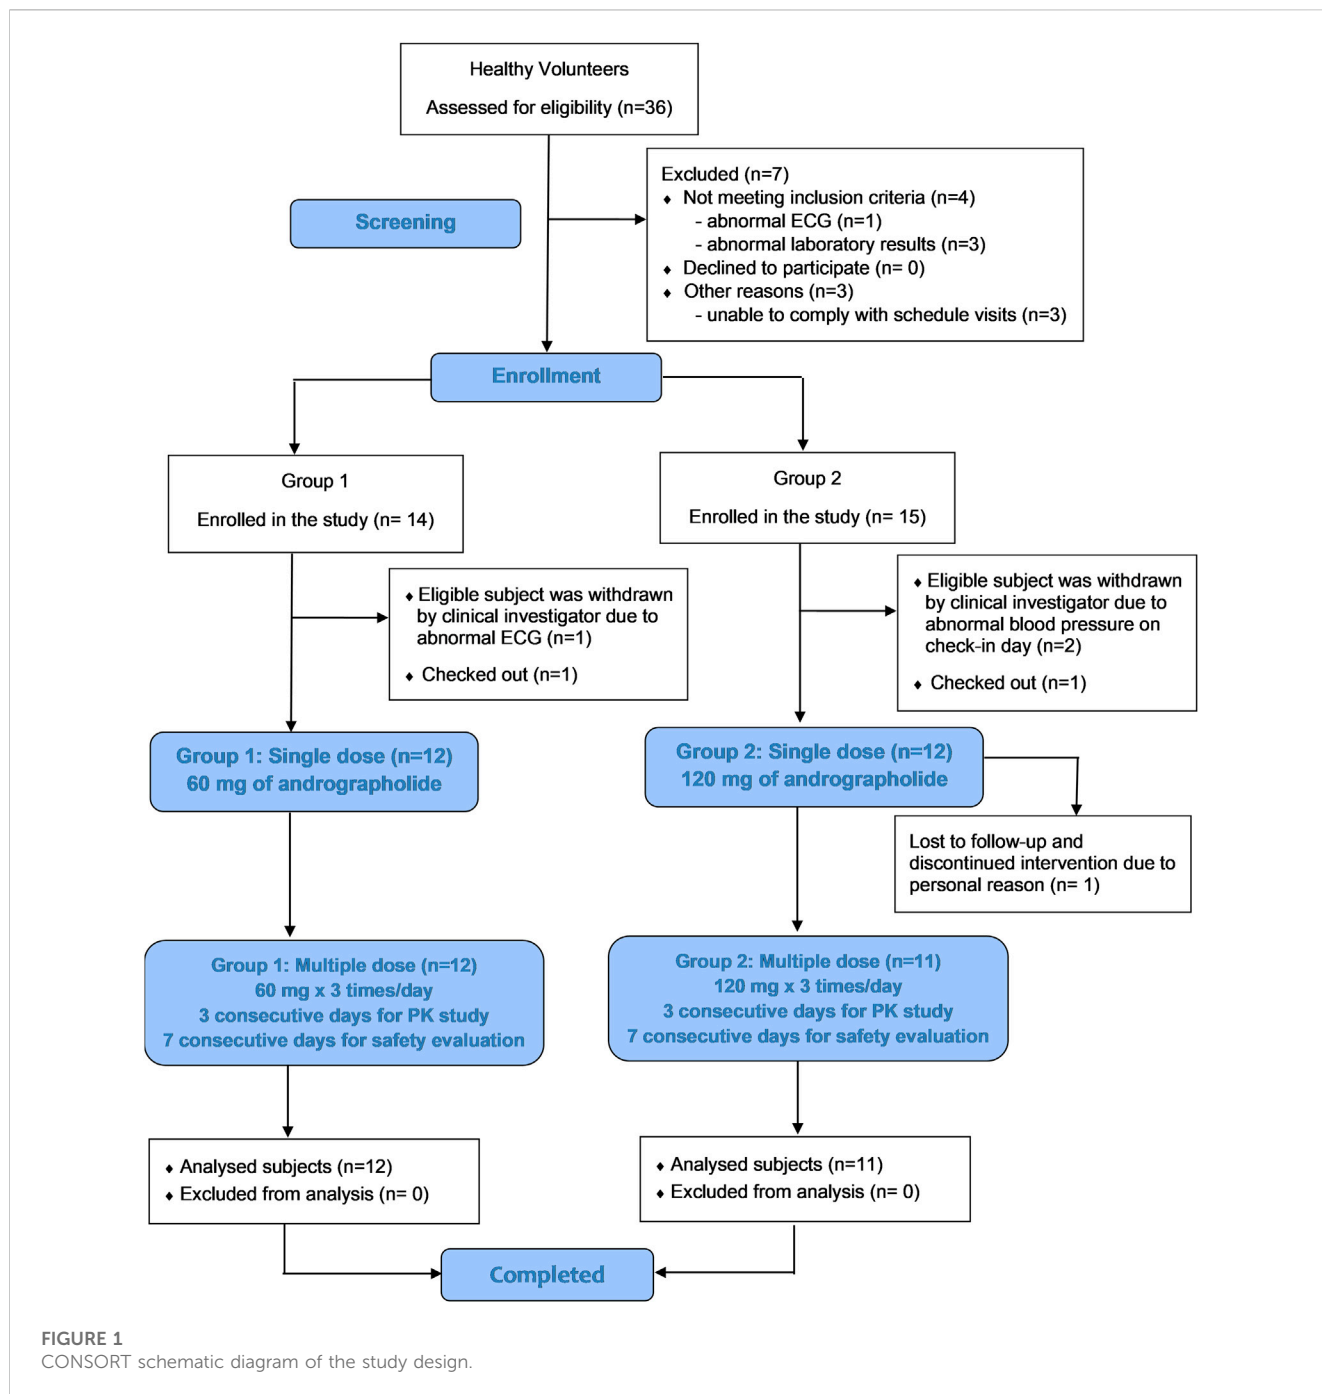 Healthy Volunteers
Assessed for eligibility (n=36)
Excluded (n=7)
♦ Not meeting inclusion criteria (n=4)
- abnormal ECG (n=1)
- abnormal laboratory results (n=3)
♦ Declined to participate (n= 0)
♦ Other reasons (n=3)
- unable to comply with schedule visits (n=3)
Screening
Enrollment
Group 1
Enrolled in the study (n= 14)
Group 2
Enrolled in the study (n= 15)
♦ Eligible subject was withdrawn
by clinical investigator due to
abnormal ECG (n=1)
♦ Checked out (n=1)
♦ Eligible subject was withdrawn
by clinical investigator due to
abnormal blood pressure on
check-in day (n=2)
♦ Checked out (n=1)
Group 1: Single dose (n=12)
60 mg of andrographolide
Group 2: Single dose (n=12)
120 mg of andrographolide
Lost to follow-up and
discontinued intervention due to
personal reason (n= 1)
Group 1: Multiple dose (n=12)
60 mg x 3 times/day
3 consecutive days for PK study
7 consecutive days for safety evaluation
Group 2: Multiple dose (n=11)
120 mg x 3 times/day
3 consecutive days for PK study
7 consecutive days for safety evaluation
♦ Analysed subjects (n=12)
♦ Excluded from analysis (n= 0)
♦ Analysed subjects (n=11)
♦ Excluded from analysis (n= 0)
Completed
FIGURE 1
CONSORT schematic diagram of the study design.